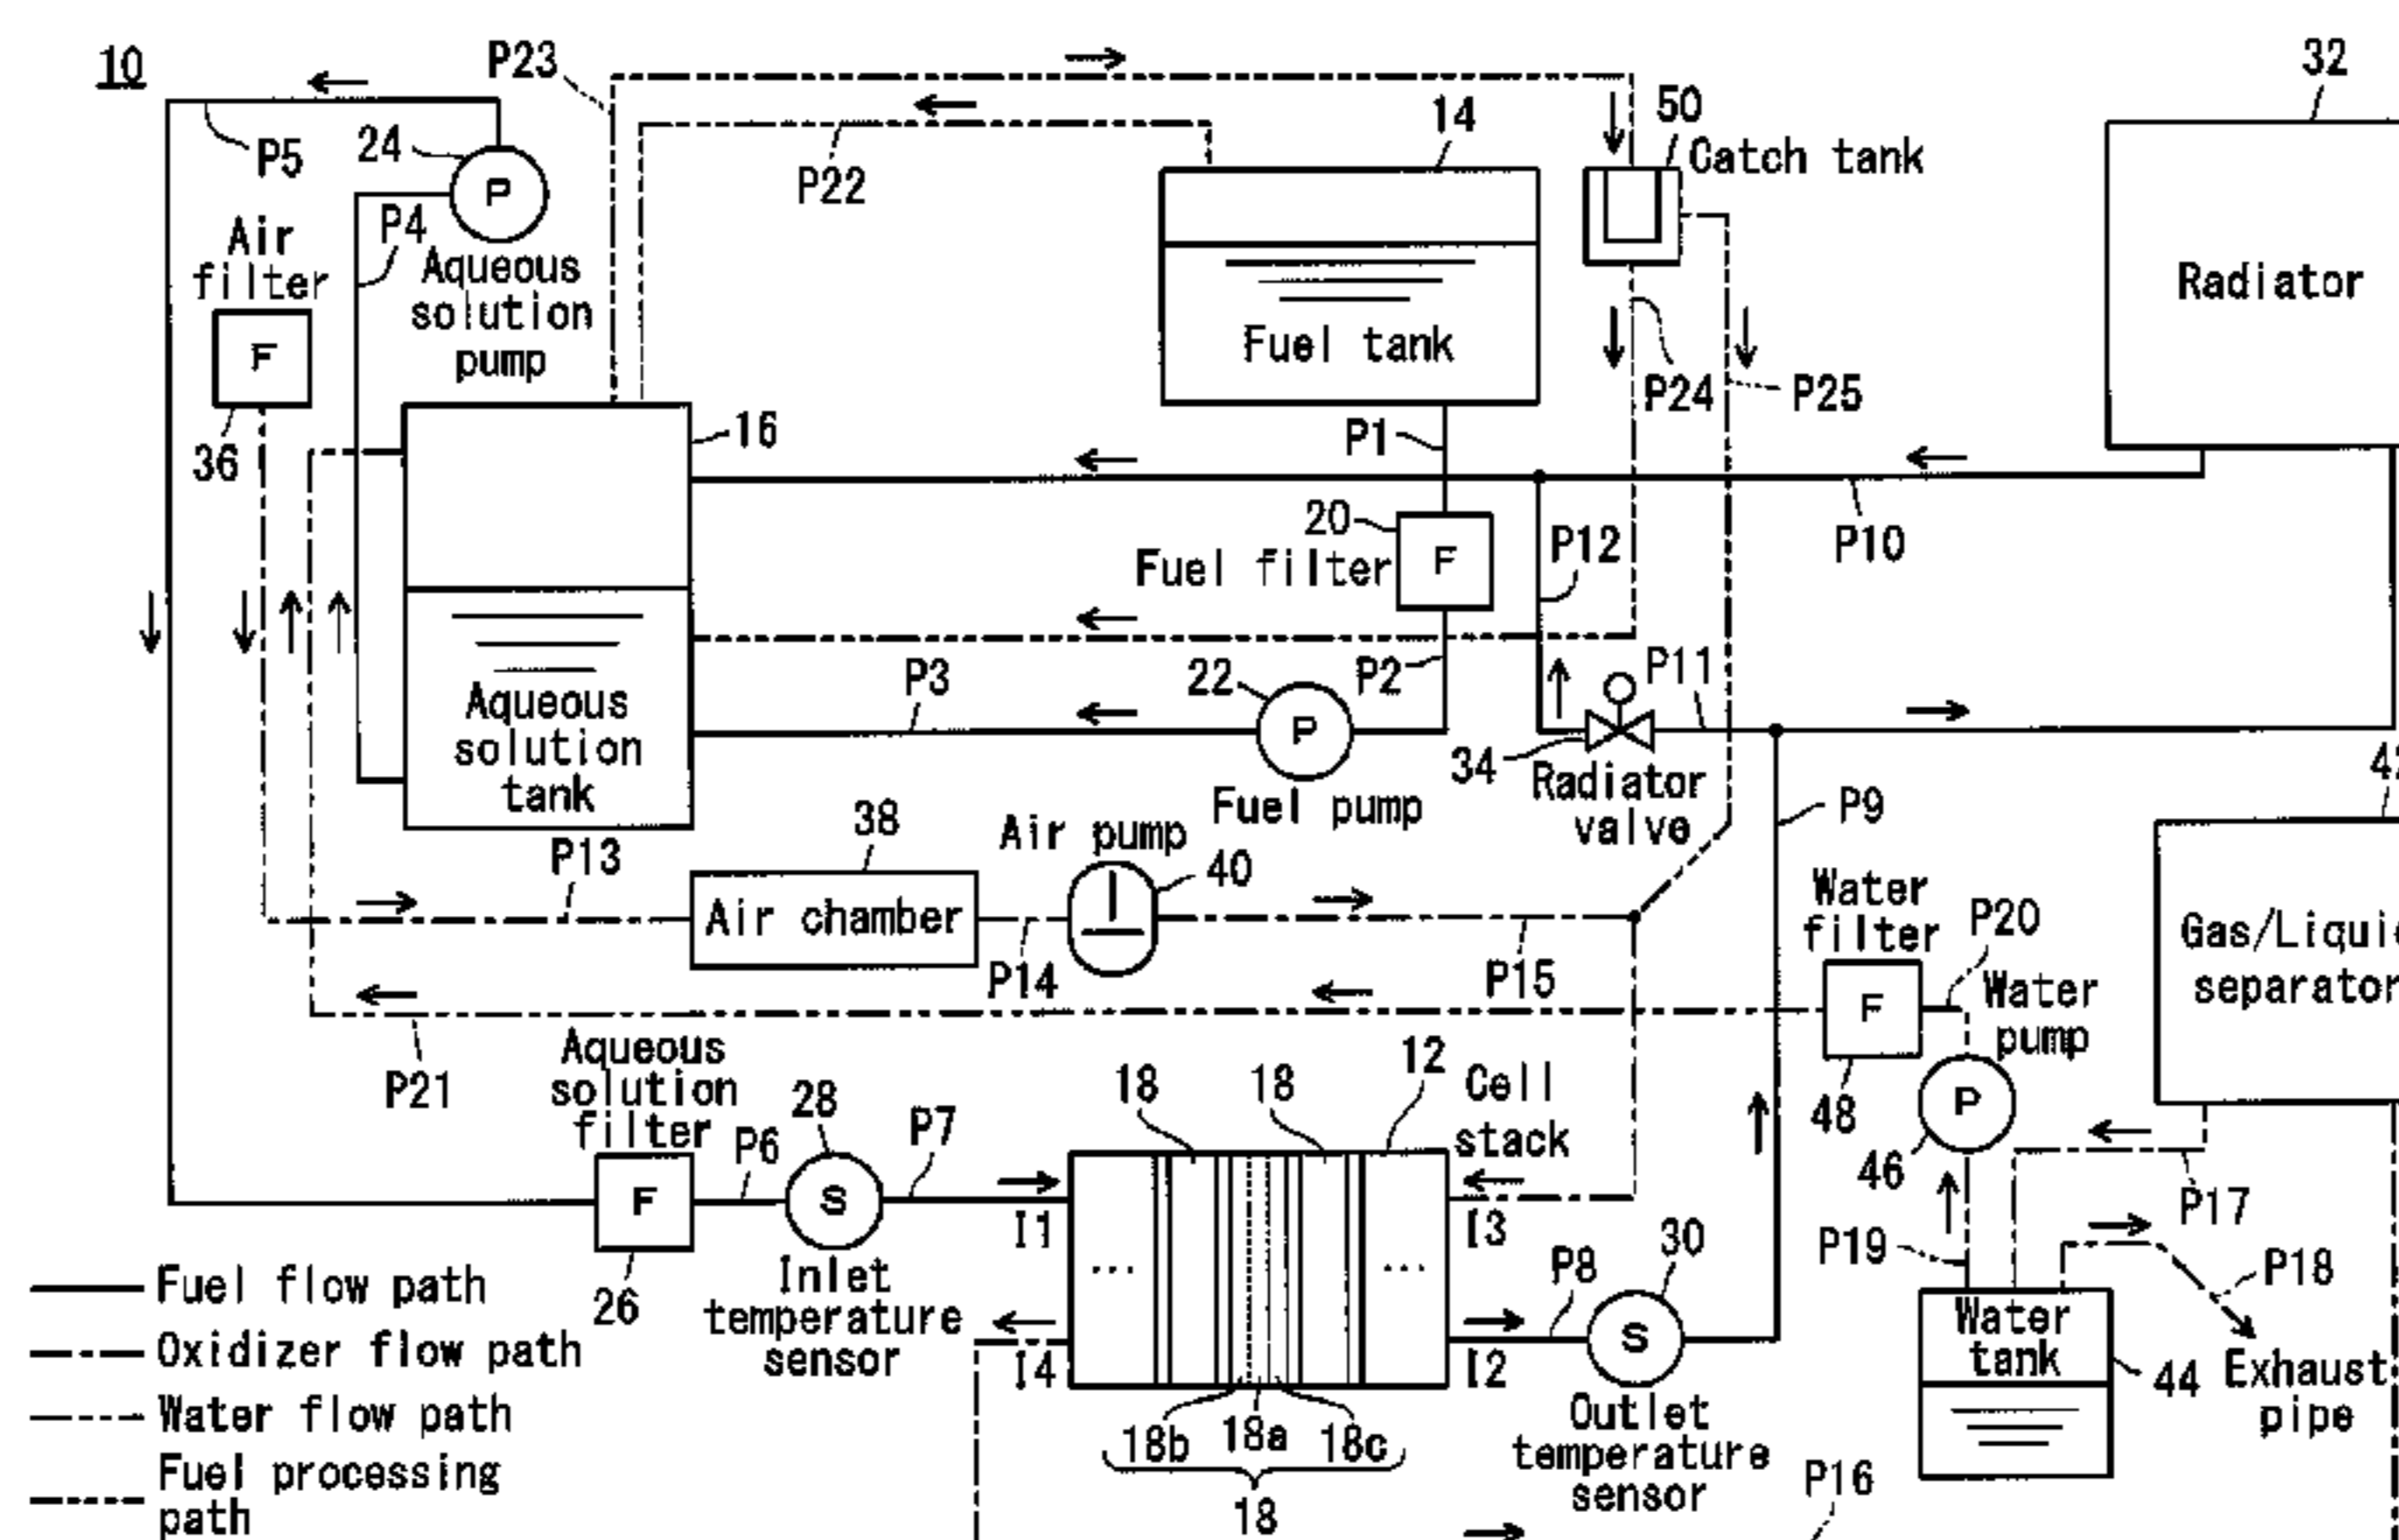 10
P23
32
P5
24
P
P22
14
50
Catch tank
P4
Air
filter
F
36
Aqueous
solution
pump
Fuel tank
Radiator
P24
P25
16
P1
20
Fuel filter
F
P12
P10
Aqueous
solution
tank
P3
22
P
P2
Fuel pump
P11
34
Radiator
valve
P9
P13
38
Air chamber
Air pump
40
P14
P15
Water
filter
F
48
P20
Water
pump
P
46
Gas/Liqui
separator
P21
Aqueous
solution
filter
F
26
P6
28
S
P7
Inlet
temperature
sensor
18
18
12
Cell
stack
I1
I3
I4
I2
...
...
18b
18a
18c
18
P8
30
S
Outlet
temperature
sensor
P19
P17
P18
Water
tank
44
Exhaust
pipe
P16
Fuel flow path
Oxidizer flow path
Water flow path
Fuel processing
path